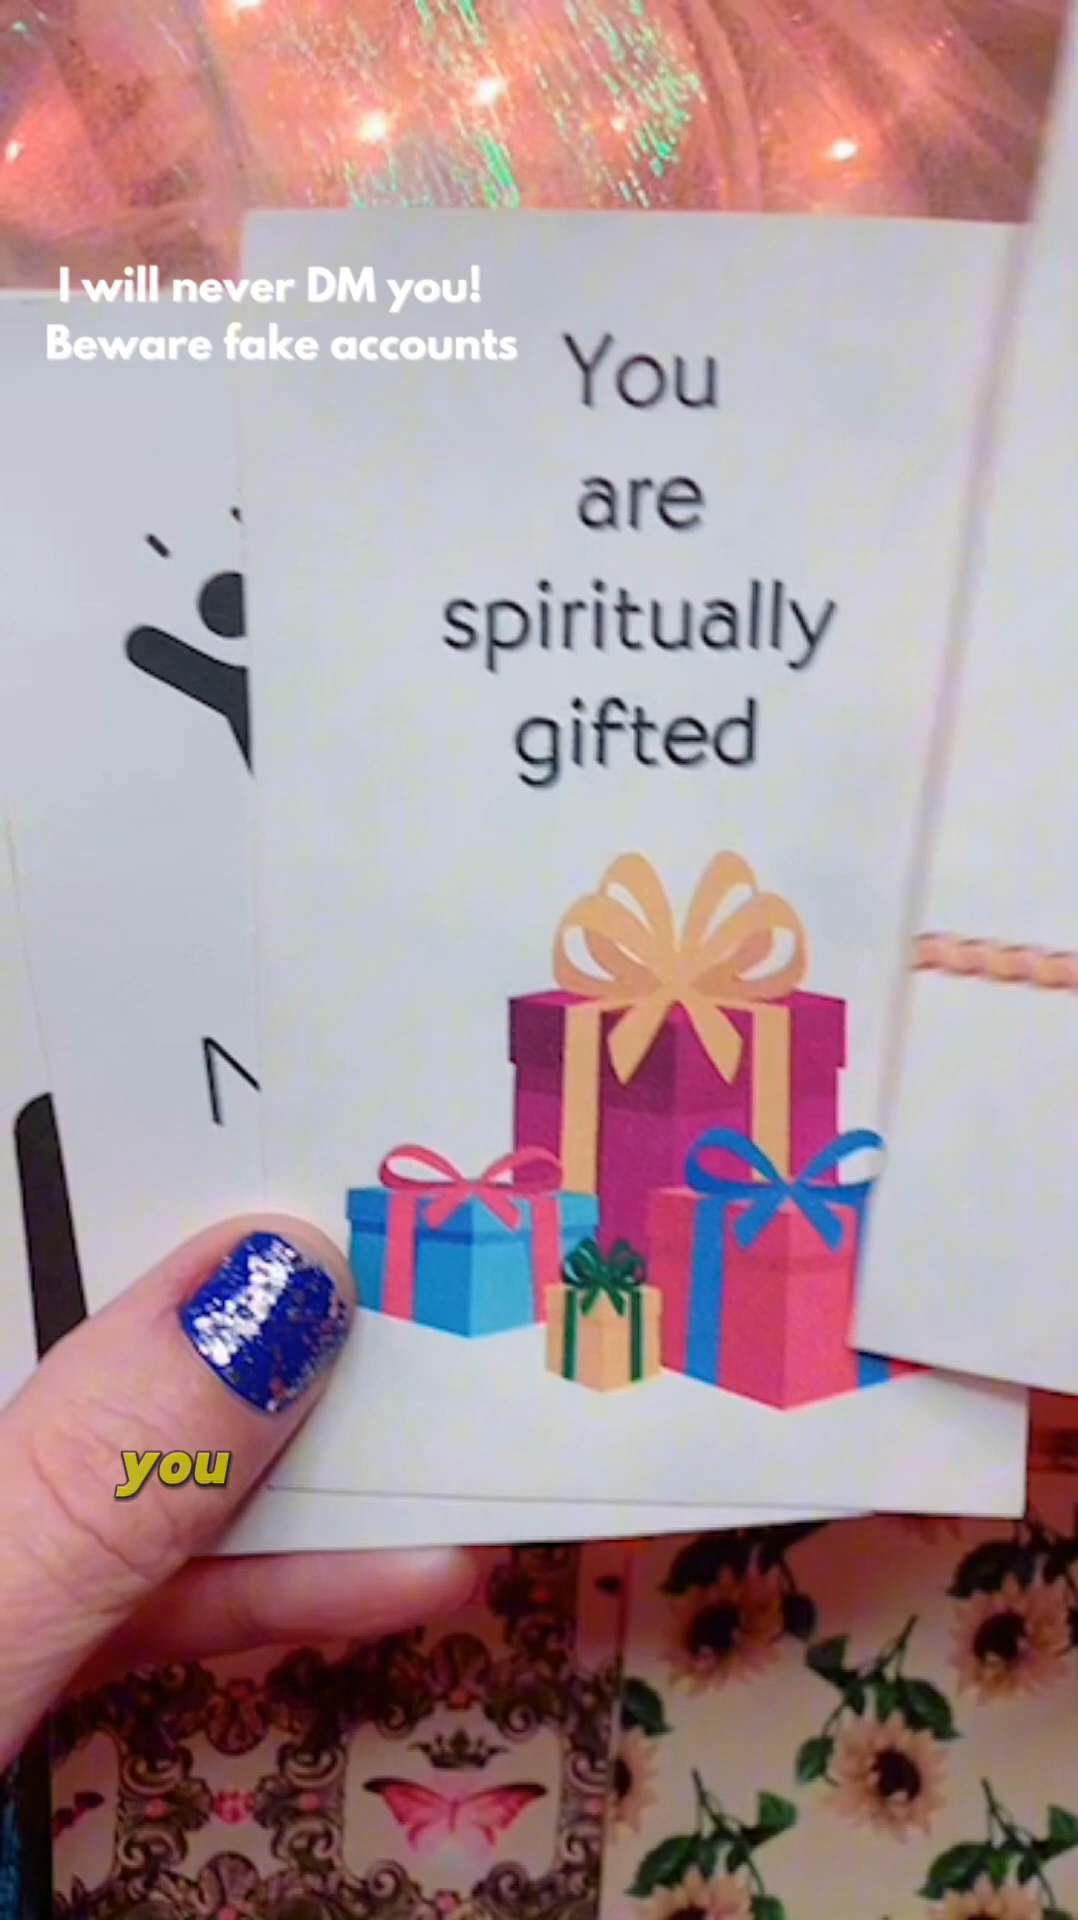 I will never DM you!
Beware fake accounts
You
are
spiritually
gifted
you